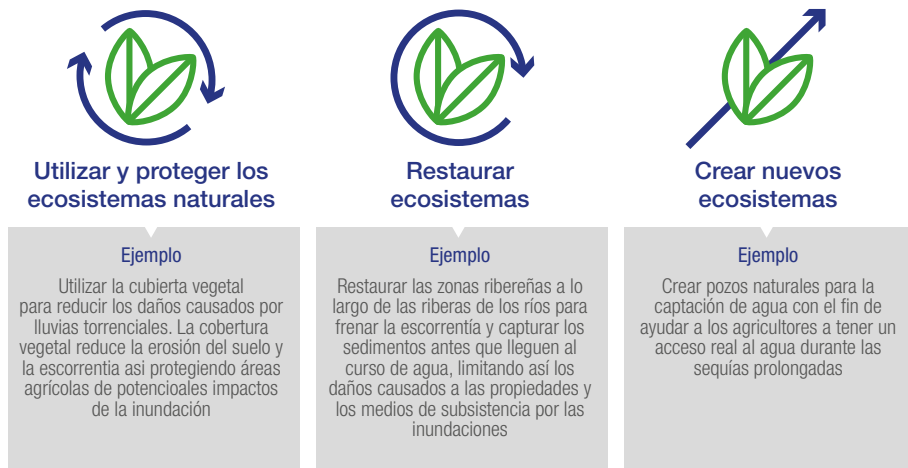 Utilizar y proteger los
ecosistemas naturales
Ejemplo
Utilizar la cubierta vegetal
para reducir los daños causados por
lluvias torrenciales. La cobertura
vegetal reduce la erosión del suelo y
la escorrentia asi protegiendo áreas
agrícolas de potencioales impactos
de la inundación
Restaurar
ecosistemas
Ejemplo
Restaurar las zonas ribereñas a lo
largo de las riberas de los ríos para
frenar la escorrentía y capturar los
sedimentos antes que lleguen al
curso de agua, limitando así los
daños causados a las propiedades y
los medios de subsistencia por las
inundaciones
Crear nuevos
ecosistemas
Ejemplo
Crear pozos naturales para la
captación de agua con el fin de
ayudar a los agricultores a tener un
acceso real al agua durante las
sequías prolongadas